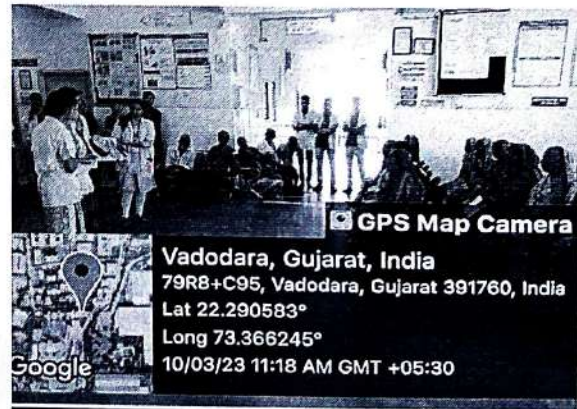 GPS Map Camera
Vadodara, Gujarat, India
79R8+C95, Vadodara, Gujarat 391760, India
Lat 22.290583°
Long 73.366245°
10/03/23 11:18 AM GMT +05:30
Google